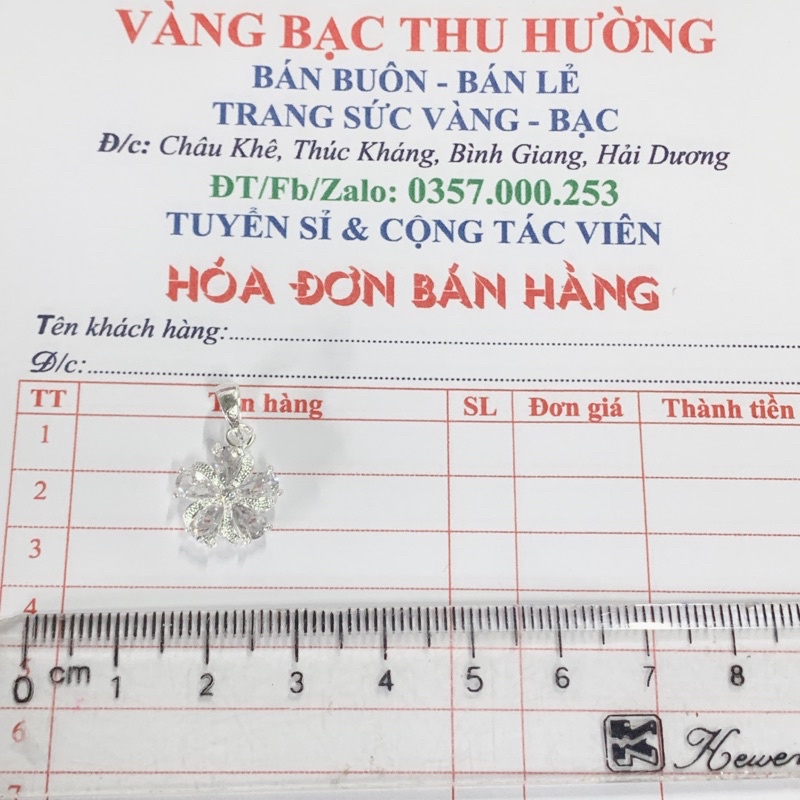 VÀNG BẠC THU HƯỜNG
BÁN BUÔN - BÁN LẺ
TRANG SỨC VÀNG - BẠC
Đ/c: Châu Khê, Thúc Kháng, Bình Giang, Hải Dương
ĐT/Fb/Zalo: 0357.000.253
TUYỂN SỈ & CỘNG TÁC VIÊN
HÓA ĐƠN BÁN HÀNG
Tên khách hàng:
Đ/c:
TT hàng SL Đơn giá Thành tiền
1
2
3
4
0 cm 1 2 3 4 5 6 7 8
6
7